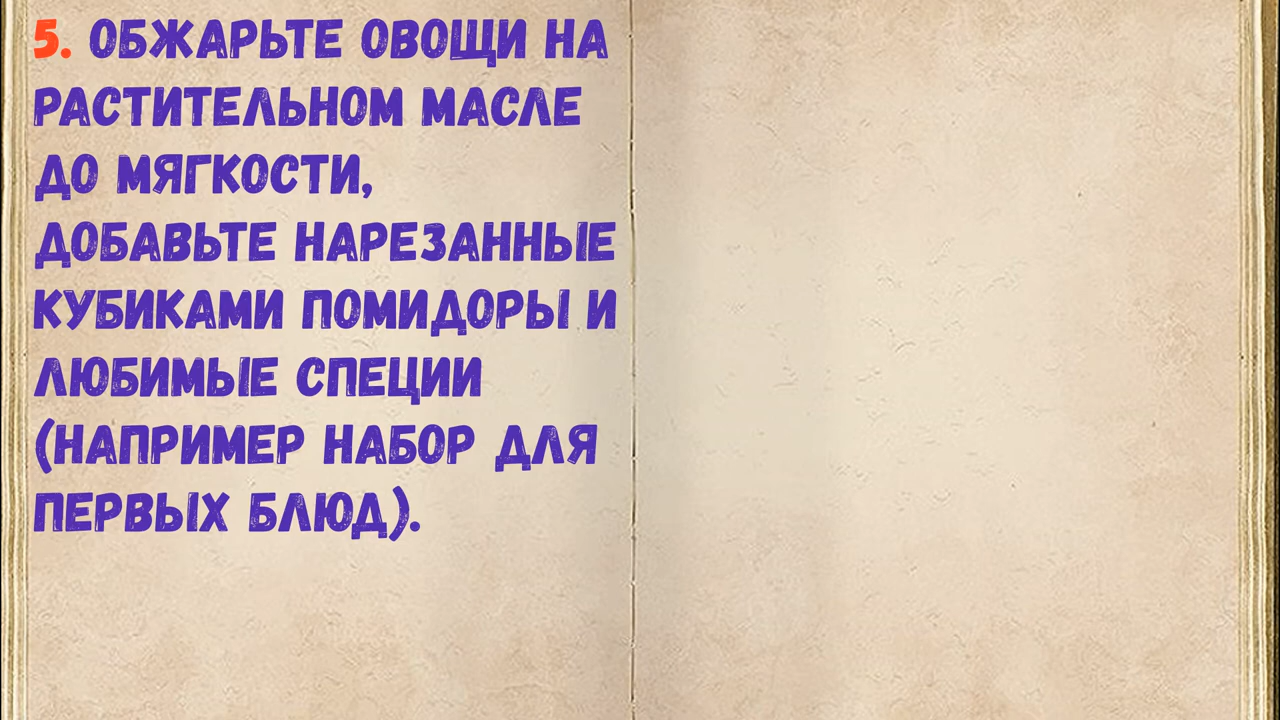 5. ОБЖАРЬТЕ ОВОЩИ НА
РАСТИТЕЛЬНОМ МАСЛЕ
ДО МЯГКОСТИ,
ДОБАВЬТЕ НАРЕЗАННЫЕ
КУБИКАМИ ПОМИДОРЫ И
ЛЮБИМЫЕ СПЕЦИИ
(НАПРИМЕР НАБОР ДЛЯ
ПЕРВЫХ БЛЮД).